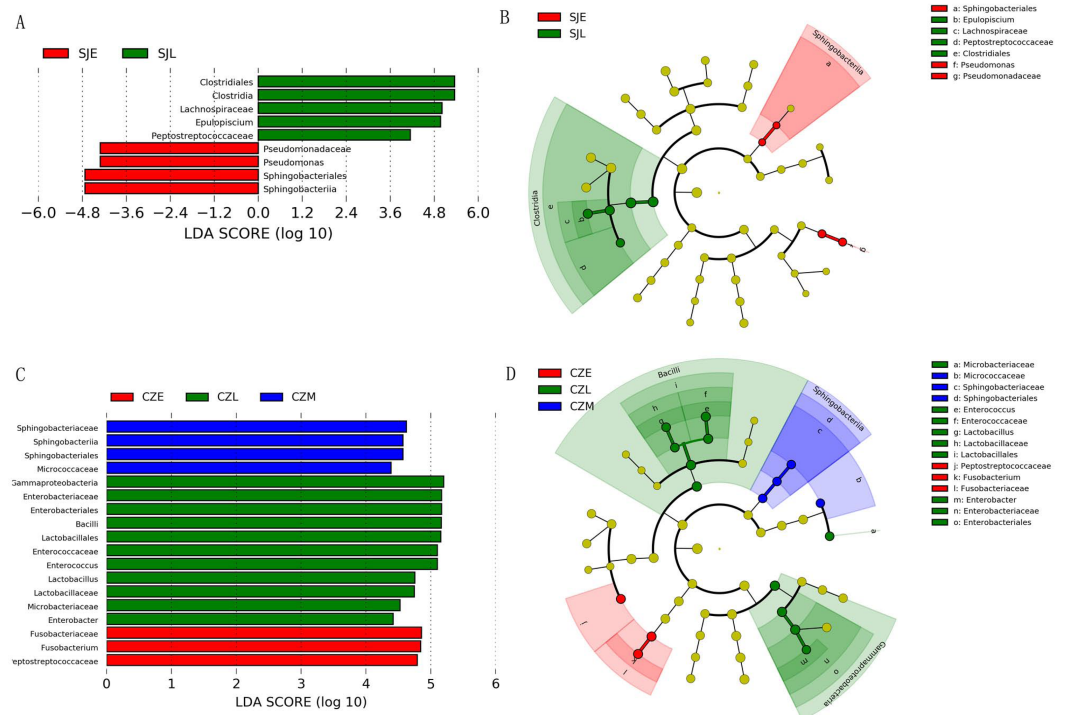 A
SJE SJL
Clostridiales
Clostridia
Lachnospiraceae
Epulopiscium
Peptostreptococcaceae
Pseudomonadaceae
Pseudomonas
Sphingobacteriales
Sphingobacteriia
−6.0 −4.8 −3.6 −2.4 −1.2 0.0 1.2 2.4 3.6 4.8 6.0
LDA SCORE (log 10)
B
SJE
SJL
Sphingobacteriia
a
Clostridia
e
c
b
d
f
g
a: Sphingobacteriales
b: Epulopiscium
c: Lachnospiraceae
d: Peptostreptococcaceae
e: Clostridiales
f: Pseudomonas
g: Pseudomonadaceae
C
CZE CZL CZM
Sphingobacteriaceae
Sphingobacteriia
Sphingobacteriales
Micrococcaceae
Gammaproteobacteria
Enterobacteriaceae
Enterobacteriales
Bacilli
Lactobacillales
Enterococcaceae
Enterococcus
Lactobacillus
Lactobacillaceae
Microbacteriaceae
Enterobacter
Fusobacteriaceae
Fusobacterium
eptostreptococcaceae
0 1 2 3 4 5 6
LDA SCORE (log 10)
D
CZE
CZL
CZM
Bacilli
i
h
f
g
e
Sphingobacteriia
d
c
b
a
j
k
l
m
n
o
Gammaproteobacteria
a: Microbacteriaceae
b: Micrococcaceae
c: Sphingobacteriaceae
d: Sphingobacteriales
e: Enterococcus
f: Enterococcaceae
g: Lactobacillus
h: Lactobacillaceae
i: Lactobacillales
j: Peptostreptococcaceae
k: Fusobacterium
l: Fusobacteriaceae
m: Enterobacter
n: Enterobacteriaceae
o: Enterobacteriales